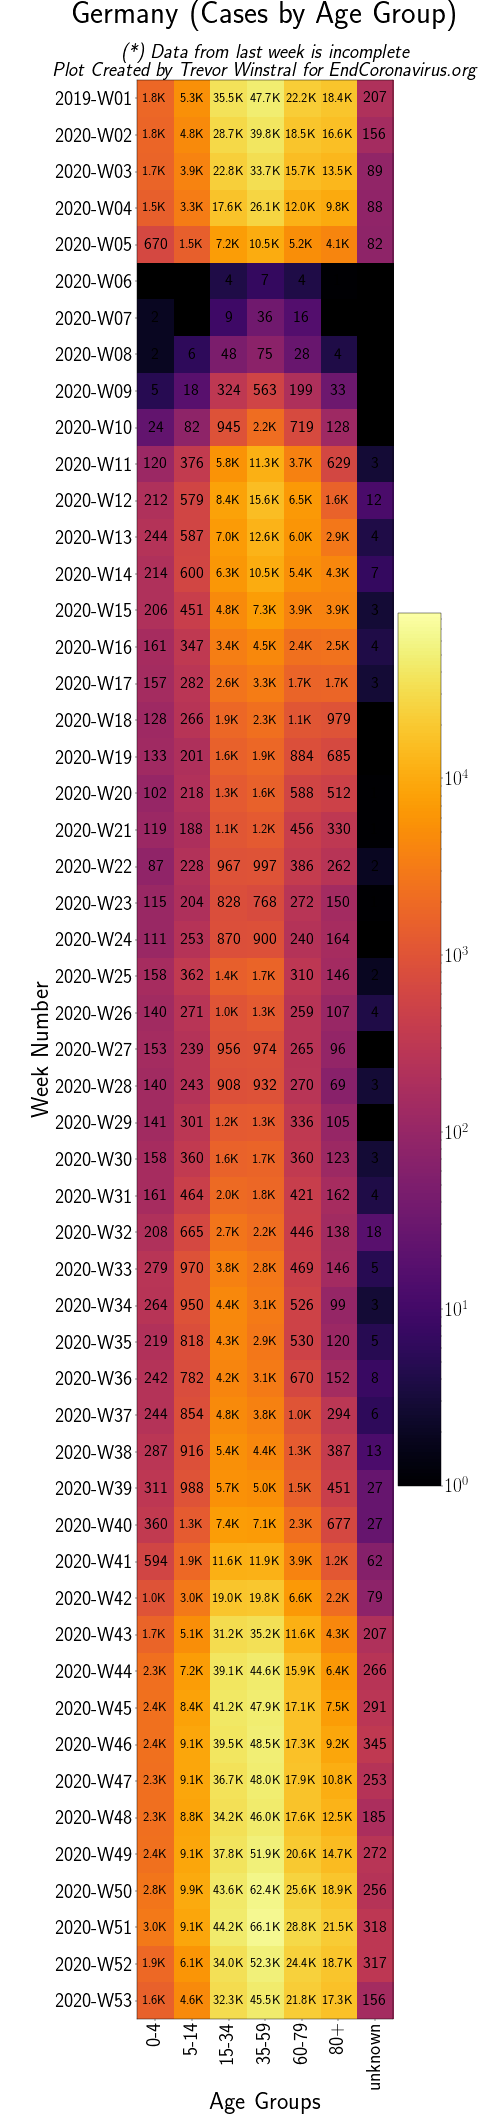 Germany (Cases by Age Group)
(*) Data from last week is incomplete
Plot Created by Trevor Winstral for EndCoronavirus.org
2019-W01 1.8K 5.3K 35.5K 47.7K 22.2K 18.4K 207
2020-W02 1.8K 4.8K 28.7K 39.8K 18.5K 16.6K 156
2020-W03 1.7K 3.9K 22.8K 33.7K 15.7K 13.5K 89
2020-W04 1.5K 3.3K 17.6K 26.1K 12.0K 9.8K 88
2020-W05 670 1.5K 7.2K 10.5K 5.2K 4.1K 82
2020-W06 4 7 4
2020-W07 2 9 36 16
2020-W08 2 6 48 75 28 4
2020-W09 5 18 324 563 199 33
2020-W10 24 82 945 2.2K 719 128
2020-W11 120 376 5.8K 11.3K 3.7K 629 3
2020-W12 212 579 8.4K 15.6K 6.5K 1.6K 12
2020-W13 244 587 7.0K 12.6K 6.0K 2.9K 4
2020-W14 214 600 6.3K 10.5K 5.4K 4.3K 7
2020-W15 206 451 4.8K 7.3K 3.9K 3.9K 3
2020-W16 161 347 3.4K 4.5K 2.4K 2.5K 4
2020-W17 157 282 2.6K 3.3K 1.7K 1.7K 3
2020-W18 128 266 1.9K 2.3K 1.1K 979
2020-W19 133 201 1.6K 1.9K 884 685
2020-W20 102 218 1.3K 1.6K 588 512
2020-W21 119 188 1.1K 1.2K 456 330
2020-W22 87 228 967 997 386 262 2
2020-W23 115 204 828 768 272 150
2020-W24 111 253 870 900 240 164
2020-W25 158 362 1.4K 1.7K 310 146 2
2020-W26 140 271 1.0K 1.3K 259 107 4
2020-W27 153 239 956 974 265 96
2020-W28 140 243 908 932 270 69 3
2020-W29 141 301 1.2K 1.3K 336 105
2020-W30 158 360 1.6K 1.7K 360 123 3
2020-W31 161 464 2.0K 1.8K 421 162 4
2020-W32 208 665 2.7K 2.2K 446 138 18
2020-W33 279 970 3.8K 2.8K 469 146 5
2020-W34 264 950 4.4K 3.1K 526 99 3
2020-W35 219 818 4.3K 2.9K 530 120 5
2020-W36 242 782 4.2K 3.1K 670 152 8
2020-W37 244 854 4.8K 3.8K 1.0K 294 6
2020-W38 287 916 5.4K 4.4K 1.3K 387 13
2020-W39 311 988 5.7K 5.0K 1.5K 451 27
2020-W40 360 1.3K 7.4K 7.1K 2.3K 677 27
2020-W41 594 1.9K 11.6K 11.9K 3.9K 1.2K 62
2020-W42 1.0K 3.0K 19.0K 19.8K 6.6K 2.2K 79
2020-W43 1.7K 5.1K 31.2K 35.2K 11.6K 4.3K 207
2020-W44 2.3K 7.2K 39.1K 44.6K 15.9K 6.4K 266
2020-W45 2.4K 8.4K 41.2K 47.9K 17.1K 7.5K 291
2020-W46 2.4K 9.1K 39.5K 48.5K 17.3K 9.2K 345
2020-W47 2.3K 9.1K 36.7K 48.0K 17.9K 10.8K 253
2020-W48 2.3K 8.8K 34.2K 46.0K 17.6K 12.5K 185
2020-W49 2.4K 9.1K 37.8K 51.9K 20.6K 14.7K 272
2020-W50 2.8K 9.9K 43.6K 62.4K 25.6K 18.9K 256
2020-W51 3.0K 9.1K 44.2K 66.1K 28.8K 21.5K 318
2020-W52 1.9K 6.1K 34.0K 52.3K 24.4K 18.7K 317
2020-W53 1.6K 4.6K 32.3K 45.5K 21.8K 17.3K 156
0-4 5-14 15-34 35-59 60-79 80+ unknown
Age Groups
Week Number
10⁴
10³
10²
10¹
10⁰